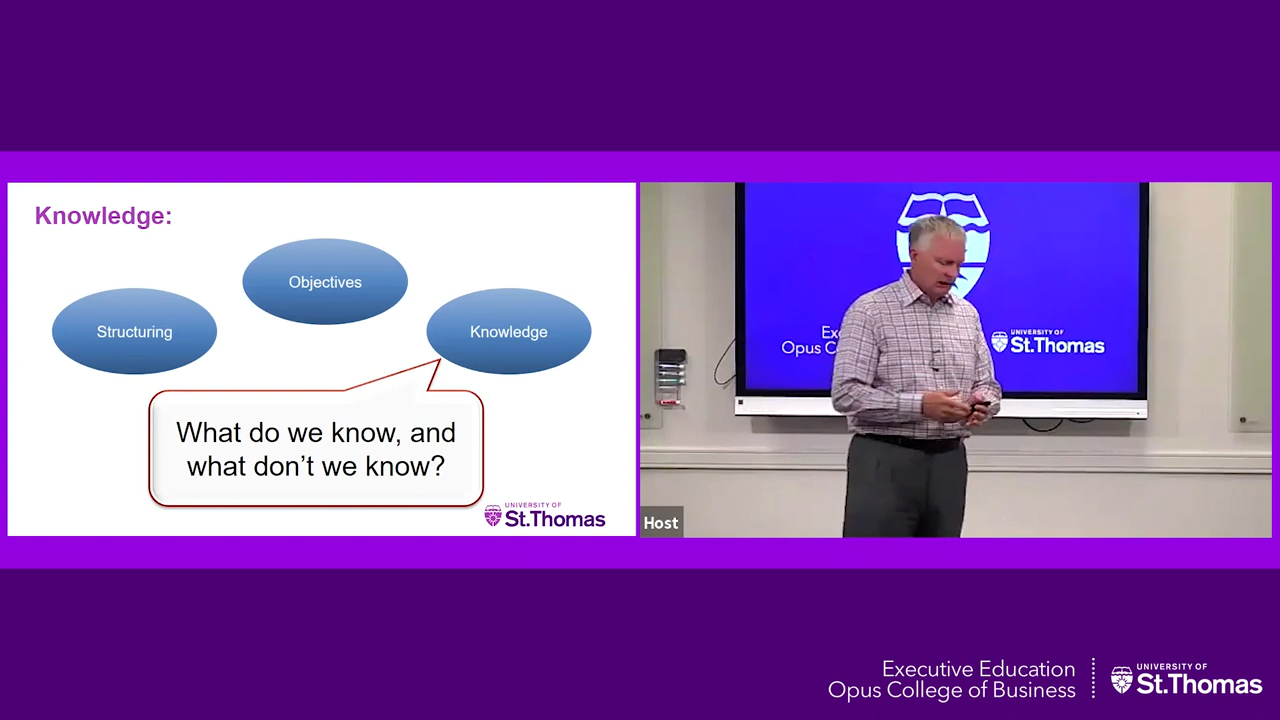 Knowledge:
Objectives
Structuring
Knowledge
What do we know, and
what don't we know?
UNIVERSITY OF
St.Thomas
Opus C
UNIVERSITY OF
St.Thomas
Host
Executive Education
Opus College of Business
UNIVERSITY OF
St.Thomas